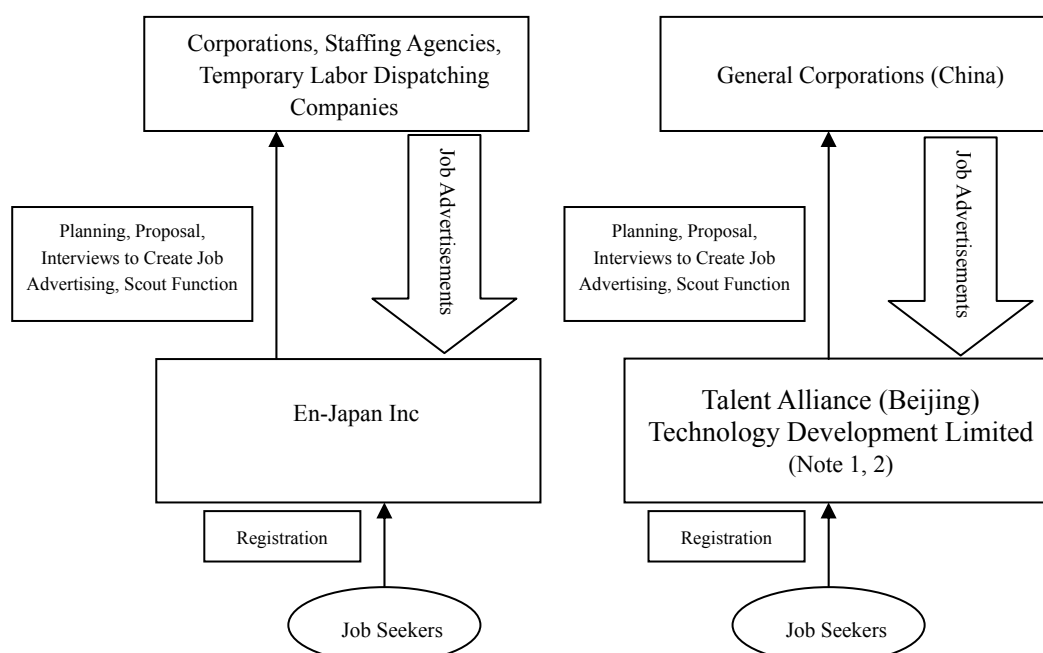 Corporations, Staffing Agencies,
Temporary Labor Dispatching
Companies
General Corporations (China)
Job Advertisements
Job Advertisements
Planning, Proposal,
Interviews to Create Job
Advertising, Scout Function
Planning, Proposal,
Interviews to Create Job
Advertising, Scout Function
En-Japan Inc
Talent Alliance (Beijing)
Technology Development Limited
(Note 1, 2)
Registration
Registration
Job Seekers
Job Seekers